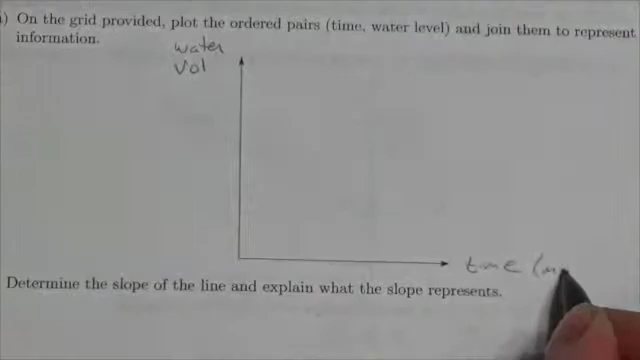 ) On the grid provided, plot the ordered pairs (time, water level) and join them to represent
information.
water
Vol
time (m
Determine the slope of the line and explain what the slope represents.